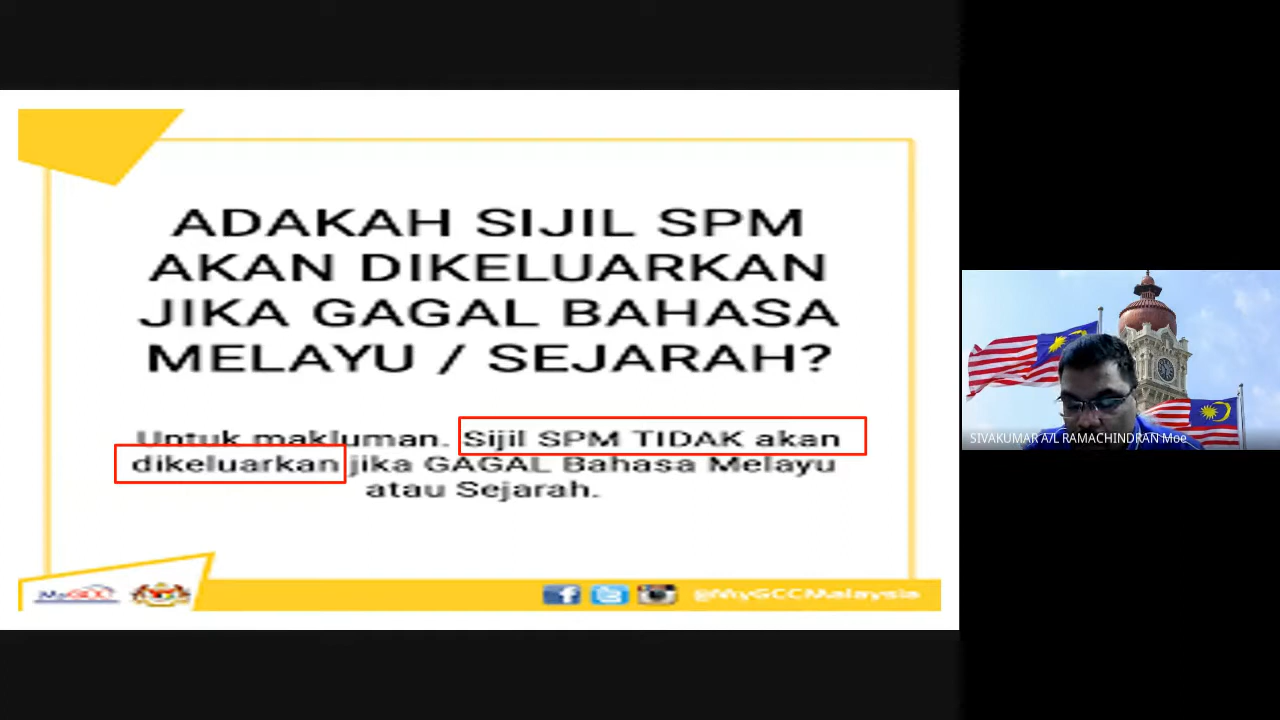 ADAKAH SIJIL SPM
AKAN DIKELUARKAN
JIKA GAGAL BAHASA
MELAYU / SEJARAH?
Untuk makluman. Sijil SPM TIDAK akan
dikeluarkan jika GAGAL Bahasa Melayu
atau Sejarah.
MyGCC
@MyGCCMalaysia
SIVAKUMAR A/L RAMACHINDRAN Moe